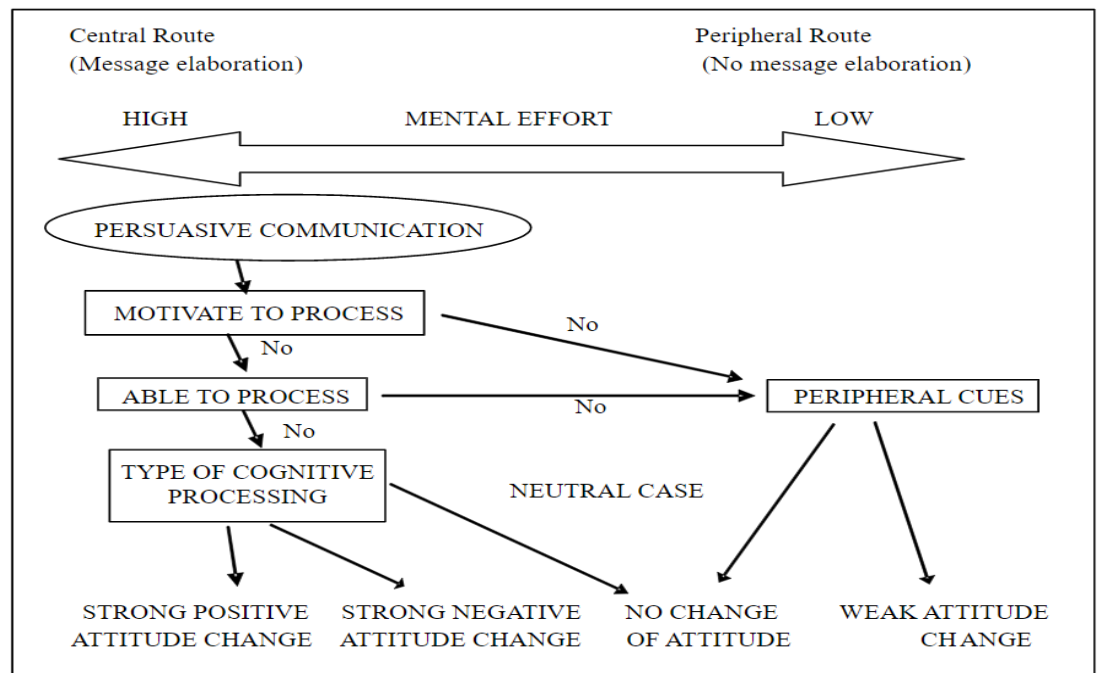 Central Route
(Message elaboration)
Peripheral Route
(No message elaboration)
HIGH
MENTAL EFFORT
LOW
PERSUASIVE COMMUNICATION
MOTIVATE TO PROCESS
No
No
ABLE TO PROCESS
No
PERIPHERAL CUES
No
TYPE OF COGNITIVE
PROCESSING
NEUTRAL CASE
STRONG POSITIVE
ATTITUDE CHANGE
STRONG NEGATIVE
ATTITUDE CHANGE
NO CHANGE
OF ATTITUDE
WEAK ATTITUDE
CHANGE